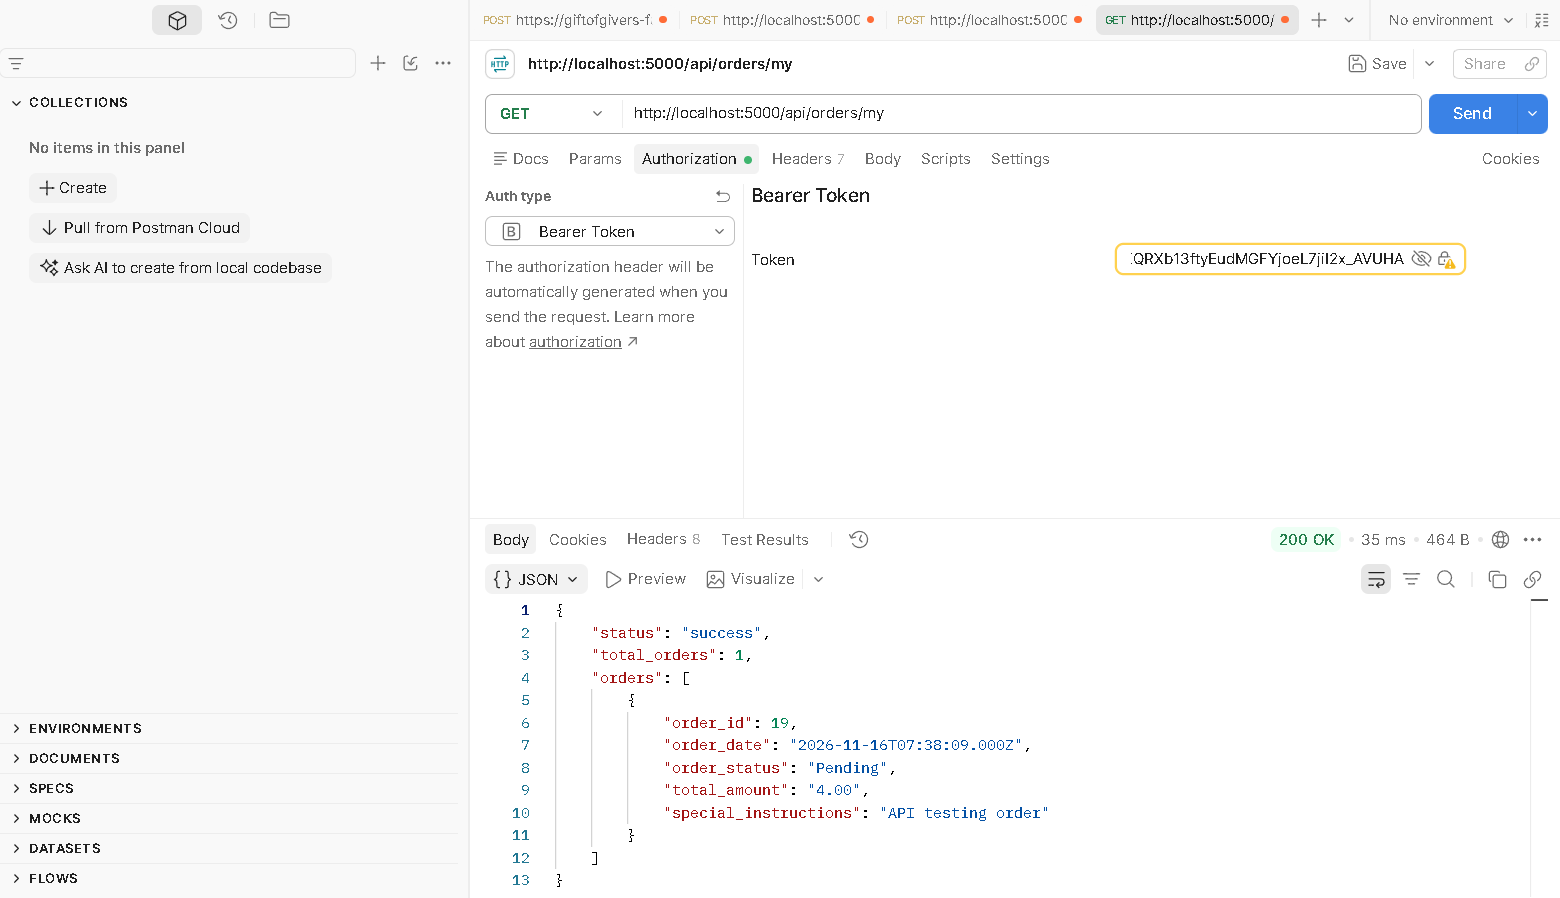 COLLECTIONS
No items in this panel
Create
Pull from Postman Cloud
Ask AI to create from local codebase
ENVIRONMENTS
DOCUMENTS
SPECS
MOCKS
DATASETS
FLOWS
POST https://giftofgivers-f
POST http://localhost:5000
POST http://localhost:5000
GET http://localhost:5000/
No environment
HTTP http://localhost:5000/api/orders/my
Save
Share
GET http://localhost:5000/api/orders/my
Send
Docs Params Authorization Headers 7 Body Scripts Settings Cookies
Auth type
B Bearer Token
The authorization header will be
automatically generated when you
send the request. Learn more
about authorization ↗
Bearer Token
Token
QRXb13ftyEudMGFYjoeL7jiI2x_AVUHA
Body Cookies Headers 8 Test Results
200 OK • 35 ms • 464 B
{} JSON Preview Visualize
1 {
2 "status": "success",
3 "total_orders": 1,
4 "orders": [
5 {
6 "order_id": 19,
7 "order_date": "2026-11-16T07:38:09.000Z",
8 "order_status": "Pending",
9 "total_amount": "4.00",
10 "special_instructions": "API testing order"
11 }
12 ]
13 }